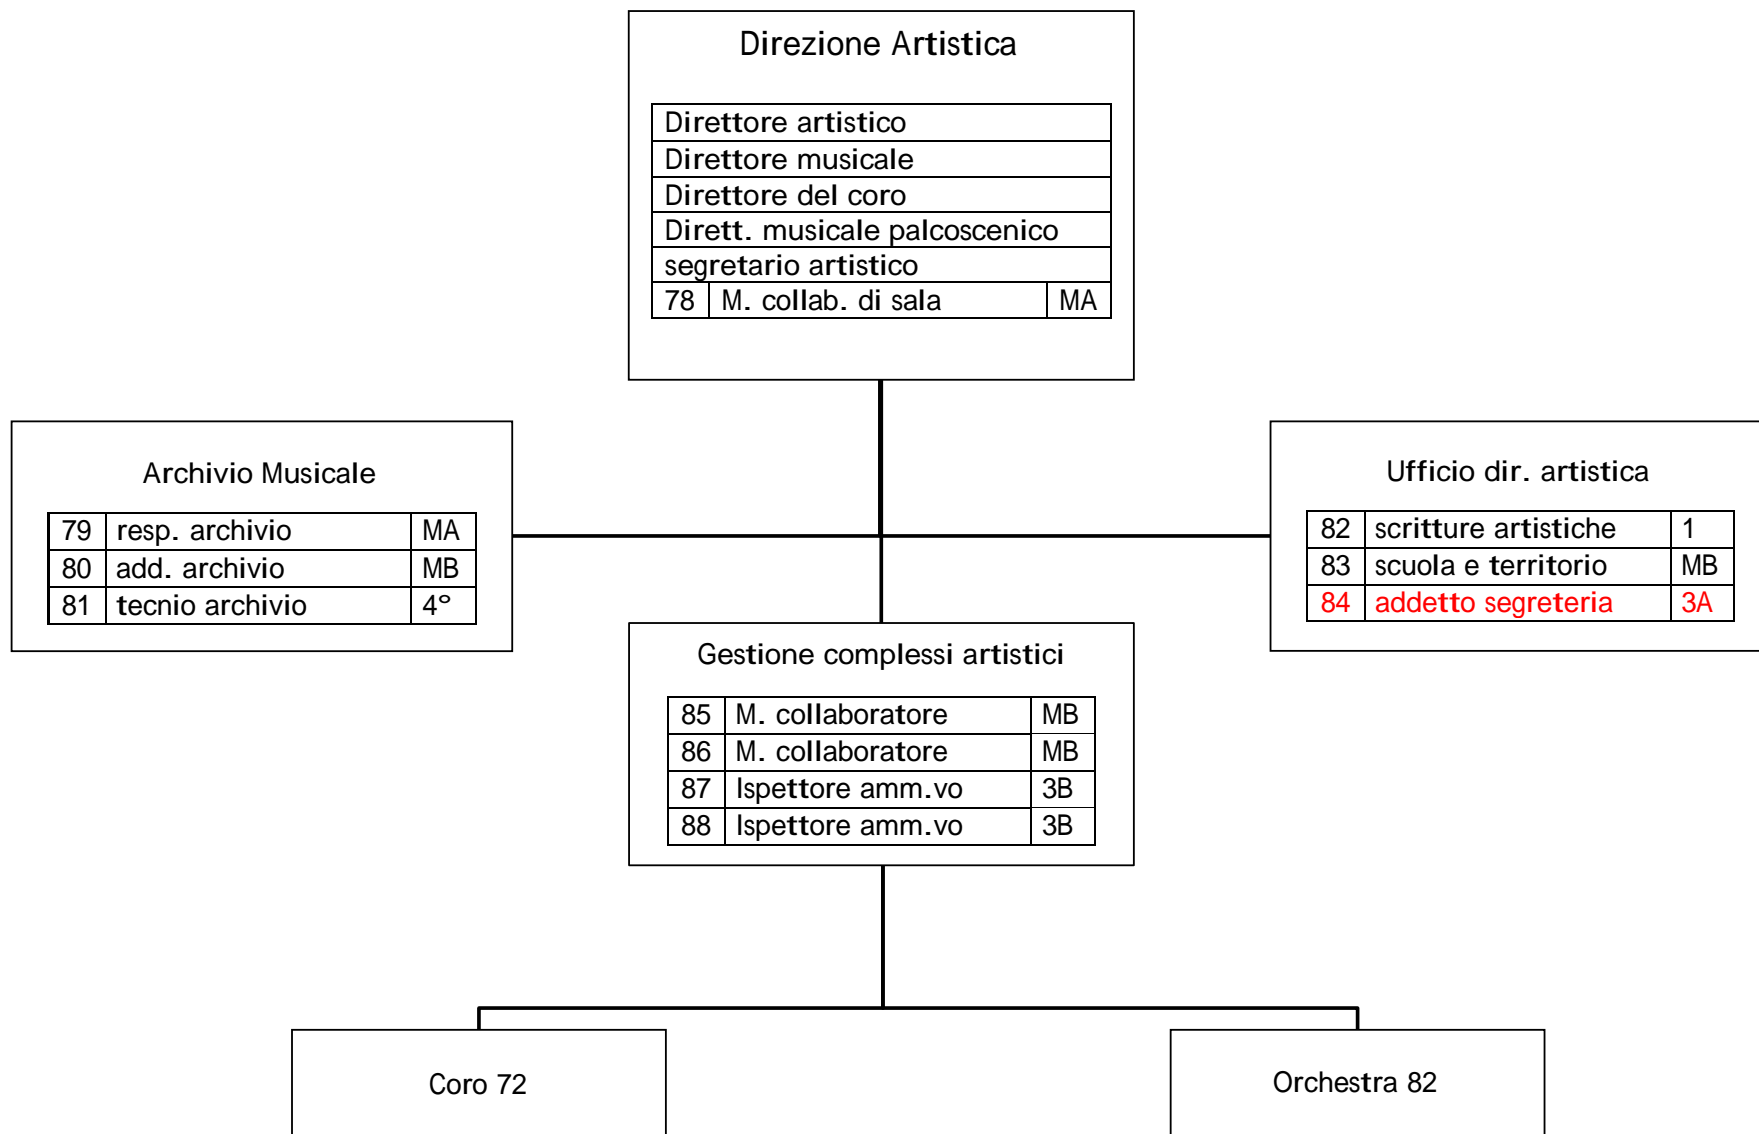 Direzione Artistica
Direttore artistico
Direttore musicale
Direttore del coro
Dirett. musicale palcoscenico
segretario artistico
78 M. collab. di sala MA
Archivio Musicale
79 resp. archivio MA
80 add. archivio MB
81 tecnio archivio 4°
Ufficio dir. artistica
82 scritture artistiche 1
83 scuola e territorio MB
84 addetto segreteria 3A
Gestione complessi artistici
85 M. collaboratore MB
86 M. collaboratore MB
87 Ispettore amm.vo 3B
88 Ispettore amm.vo 3B
Coro 72
Orchestra 82